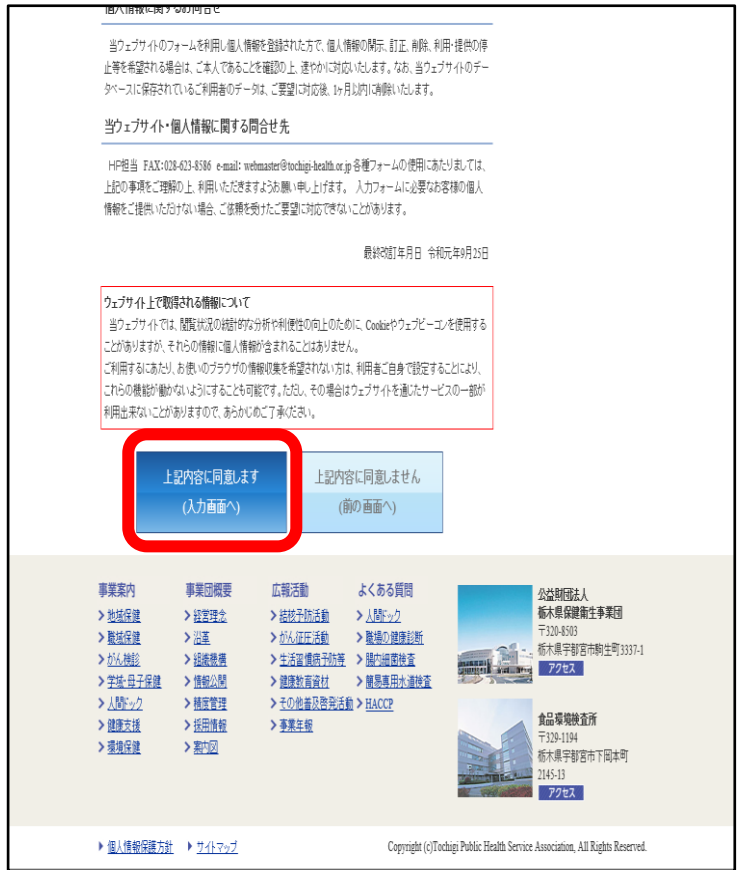 個人情報に関するお問合せ
当ウェブサイトのフォームを利用し個人情報を登録された方で、個人情報の開示、訂正、削除、利用・提供の停
止等を希望される場合は、ご本人であることを確認の上、速やかに対応いたします。なお、当ウェブサイトのデー
タベースに保存されているご利用者のデータは、ご要望に対応後、1ヶ月以内に削除いたします。
当ウェブサイト・個人情報に関する問合せ先
HP担当 FAX:028-623-8586 e-mail: webmaster@tochigi-health.or.jp 各種フォームの使用にあたりましては、
上記の事項をご理解の上、利用いただきますようお願い申し上げます。 入力フォームに必要なお客様の個人
情報をご提供いただけない場合、ご依頼を受けたご要望に対応できないことがあります。
最終改訂年月日 令和元年9月25日
ウェブサイト上で取得される情報について
当ウェブサイトでは、閲覧状況の統計的な分析や利便性の向上のために、Cookieやウェブビーコンを使用する
ことがありますが、それらの情報に個人情報が含まれることはありません。
ご利用するにあたり、お使いのブラウザの情報収集を希望されない方は、利用者ご自身で設定することにより、
これらの機能が働かないようにすることも可能です。ただし、その場合はウェブサイトを通じたサービスの一部が
利用出来ないことがありますので、あらかじめご了承ください。
上記内容に同意します
(入力画面へ)
上記内容に同意しません
(前の画面へ)
事業案内
地域保健
職域保健
がん検診
学域・母子保健
人間ドック
健康支援
環境保健
事業団概要
経営理念
沿革
組織機構
情報公開
精度管理
採用情報
案内図
広報活動
結核予防活動
がん征圧活動
生活習慣病予防等
健康教育資材
その他普及啓発活動
事業年報
よくある質問
人間ドック
職場の健康診断
腸内細菌検査
簡易専用水道検査
HACCP
公益財団法人
栃木県保健衛生事業団
〒320-8503
栃木県宇都宮市駒生町3337-1
アクセス
食品環境検査所
〒329-1194
栃木県宇都宮市下岡本町
2145-13
アクセス
個人情報保護方針 サイトマップ
Copyright (c)Tochigi Public Health Service Association, All Rights Reserved.